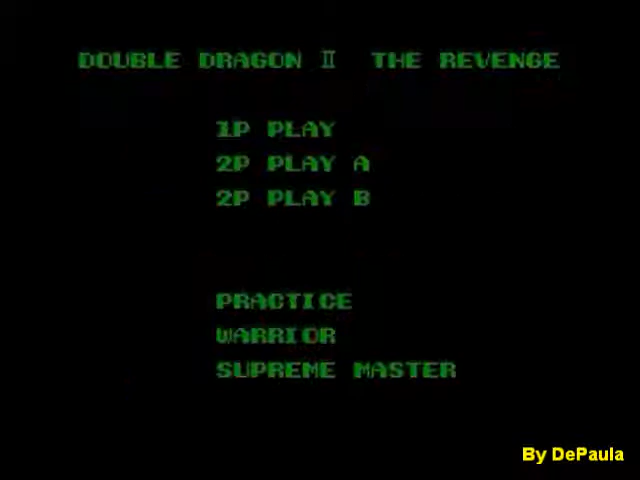 DOUBLE DRAGON II THE REVENGE
1P PLAY
2P PLAY A
2P PLAY B
PRACTICE
WARRIOR
SUPREME MASTER
By DePaula